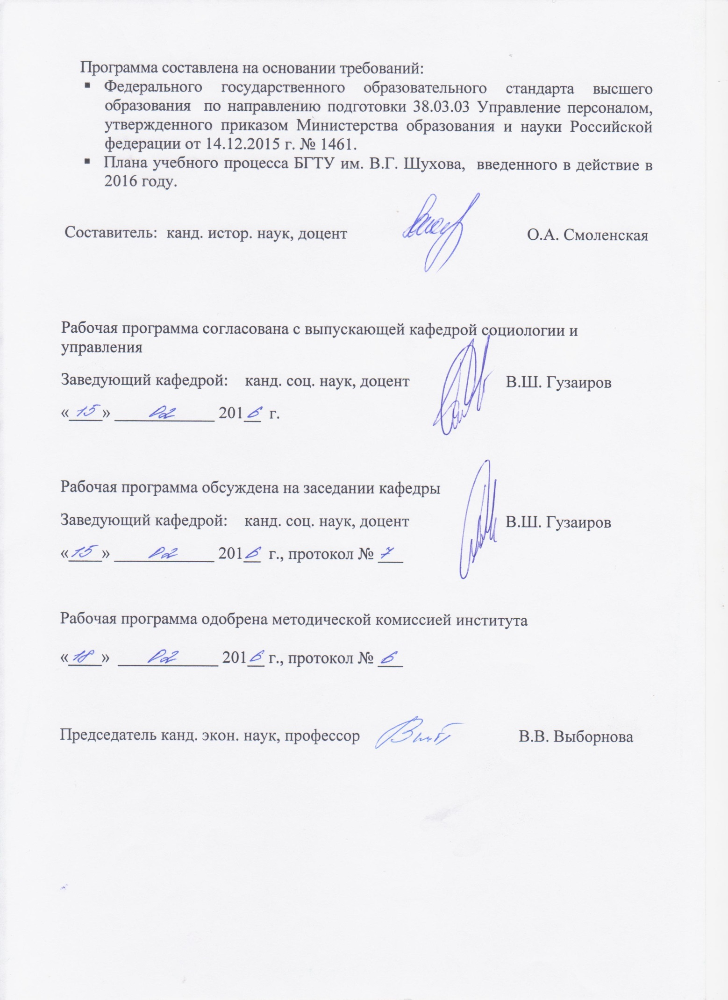 Программа составлена на основании требований:
▪ Федерального государственного образовательного стандарта высшего
образования по направлению подготовки 38.03.03 Управление персоналом,
утвержденного приказом Министерства образования и науки Российской
федерации от 14.12.2015 г. № 1461.
▪ Плана учебного процесса БГТУ им. В.Г. Шухова, введенного в действие в
2016 году.
Составитель: канд. истор. наук, доцент О.А. Смоленская
Рабочая программа согласована с выпускающей кафедрой социологии и
управления
Заведующий кафедрой: канд. соц. наук, доцент В.Ш. Гузаиров
«15» 02 2016 г.
Рабочая программа обсуждена на заседании кафедры
Заведующий кафедрой: канд. соц. наук, доцент В.Ш. Гузаиров
«15» 02 2016 г., протокол № 7
Рабочая программа одобрена методической комиссией института
«18» 02 2016 г., протокол № 6
Председатель канд. экон. наук, профессор В.В. Выборнова